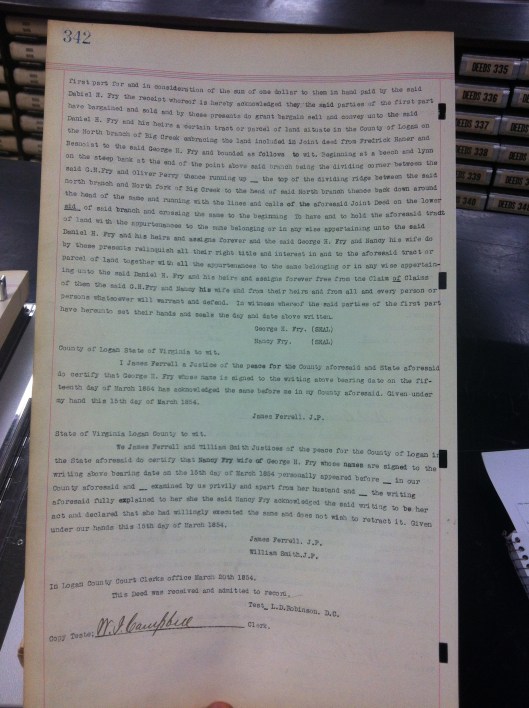 342
first part for and in consideration of the sum of one dollar to them in hand paid by the said
Daniel H. Fry the receipt whereof is hereby acknowledged they the said parties of the first part
have bargained and sold and by these presents do grant bargain sell and convey unto the said
Daniel H. Fry and his heirs a certain tract or parcel of land situate in the County of Logan on
the North branch of Big Creek embracing the land included in Joint deed from Fredrick Haner and
to the said George H. Fry and bounded as follows to wit. Beginning at a beech and lynn
on the steep bank at the end of the point above said branch being the dividing corner between the
said G.H.Fry and Oliver Perry thence running up __ the top of the dividing ridge between the said
North branch and North fork of Big Creek to the head of said North branch thence back down around
the head of the same and running with the lines and calls of the aforesaid Joint Deed on the lower
sid_ of said branch and crossing the same to the beginning. To have and to hold the aforesaid tract
of land with the appurtenances to the same belonging or in any wise appertaining unto the said
Daniel H. Fry and his heirs and assigns forever and the said George H. Fry and Nancy his wife do
by these presents relinquish all their right title and interest in and to the aforesaid tract or
parcel of land together with all the appurtenances to the same belonging or in any wise appertain-
ing unto the said Daniel H. Fry and his heirs and assigns forever free from the Claim of Claims
of them the said G.H.Fry and Nancy his wife and from their heirs and from all and every person or
persons whatsoever will warrant and defend. In witness whereof the said parties of the first part
have hereunto set their hands and seals the day and date above written.
George H. Fry. (SEAL)
Nancy Fry. (SEAL)
County of Logan State of Virginia to wit.
I James Ferrell a Justice of the peace for the County aforesaid and State aforesaid
do certify that George H. Fry whose name is signed to the writing above bearing date on the fif-
teenth day of March 1854 has acknowledged the same before me in my County aforesaid. Given under
my hand this 15th day of March 1854.
James Ferrell. J.P.
State of Virginia Logan County to wit.
We James Ferrell and William Smith Justices of the peace for the County of Logan in
the State aforesaid do certify that Nancy Fry wife of George H. Fry whose names are signed to the
writing above bearing date on the 15th day of March 1854 personally appeared before __ in our
County aforesaid and __ examined by us privily and apart from her husband and __ the writing
aforesaid fully explained to her she the said Nancy Fry acknowledged the said writing to be her
act and declared that she had willingly executed the same and does not wish to retract it. Given
under our hands this 15th day of March 1854.
James Ferrell. J.P.
William Smith.J.P.
In Logan County Court Clerks office March 20th 1854.
This Deed was received and admitted to record.
Test_ L.D.Robinson. D.C.
Copy Teste: W. I. Campbell Clerk.
DEEDS 335
DEEDS 336
DEEDS 337